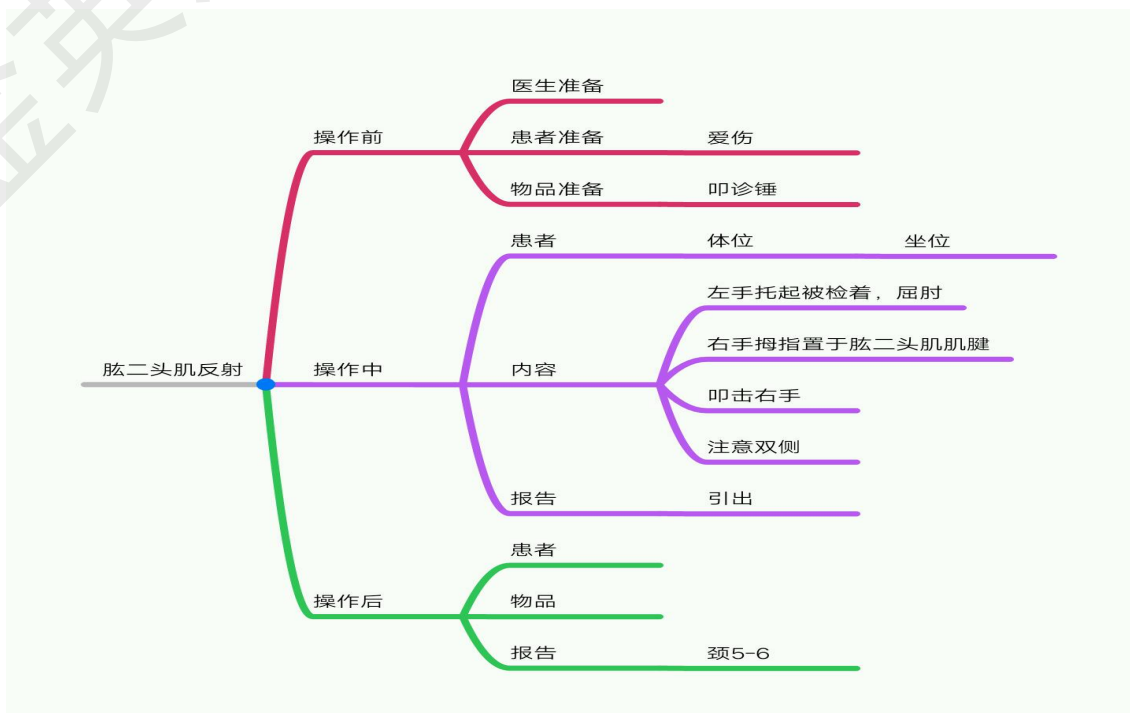 金英
医生准备
操作前
患者准备
爱伤
物品准备
叩诊锤
患者
体位
坐位
左手托起被检着，屈肘
右手拇指置于肱二头肌肌腱
肱二头肌反射
操作中
内容
叩击右手
注意双侧
报告
引出
患者
操作后
物品
报告
颈5-6